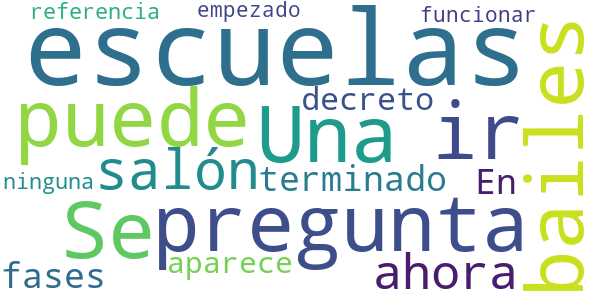 referencia empezado funcionar
escuelas
puede Una decreto ir bailes
salón terminado En
ninguna
Se pregunta
aparece ahora
fases